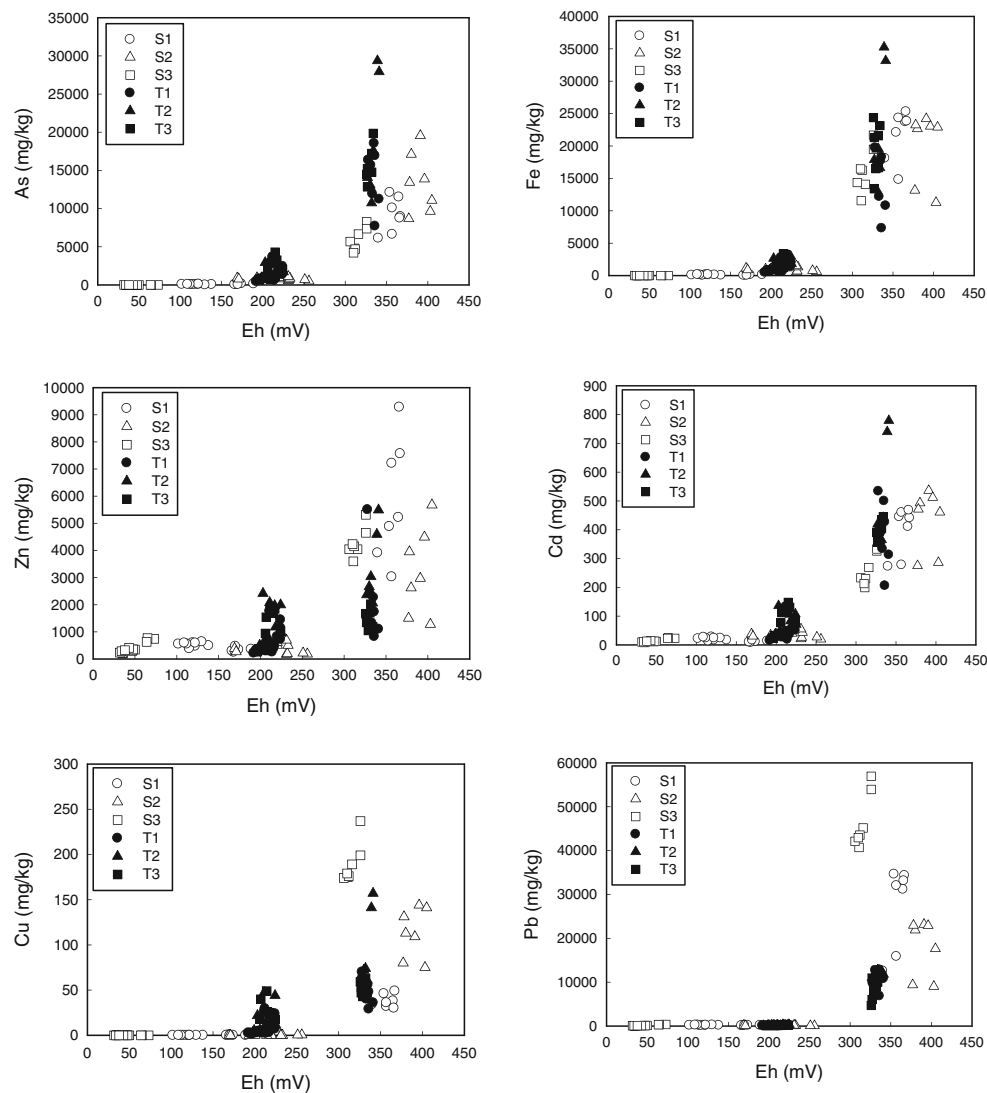 As (mg/kg)
35000
30000
25000
20000
15000
10000
5000
0
S1
S2
S3
T1
T2
T3
0 50 100 150 200 250 300 350 400 450
Eh (mV)
Fe (mg/kg)
40000
35000
30000
25000
20000
15000
10000
5000
0
S1
S2
S3
T1
T2
T3
0 50 100 150 200 250 300 350 400 450
Eh (mV)
Zn (mg/kg)
10000
9000
8000
7000
6000
5000
4000
3000
2000
1000
0
S1
S2
S3
T1
T2
T3
0 50 100 150 200 250 300 350 400 450
Eh (mV)
Cd (mg/kg)
900
800
700
600
500
400
300
200
100
0
S1
S2
S3
T1
T2
T3
0 50 100 150 200 250 300 350 400 450
Eh (mV)
Cu (mg/kg)
300
250
200
150
100
50
0
S1
S2
S3
T1
T2
T3
0 50 100 150 200 250 300 350 400 450
Eh (mV)
Pb (mg/kg)
60000
50000
40000
30000
20000
10000
0
S1
S2
S3
T1
T2
T3
0 50 100 150 200 250 300 350 400 450
Eh (mV)